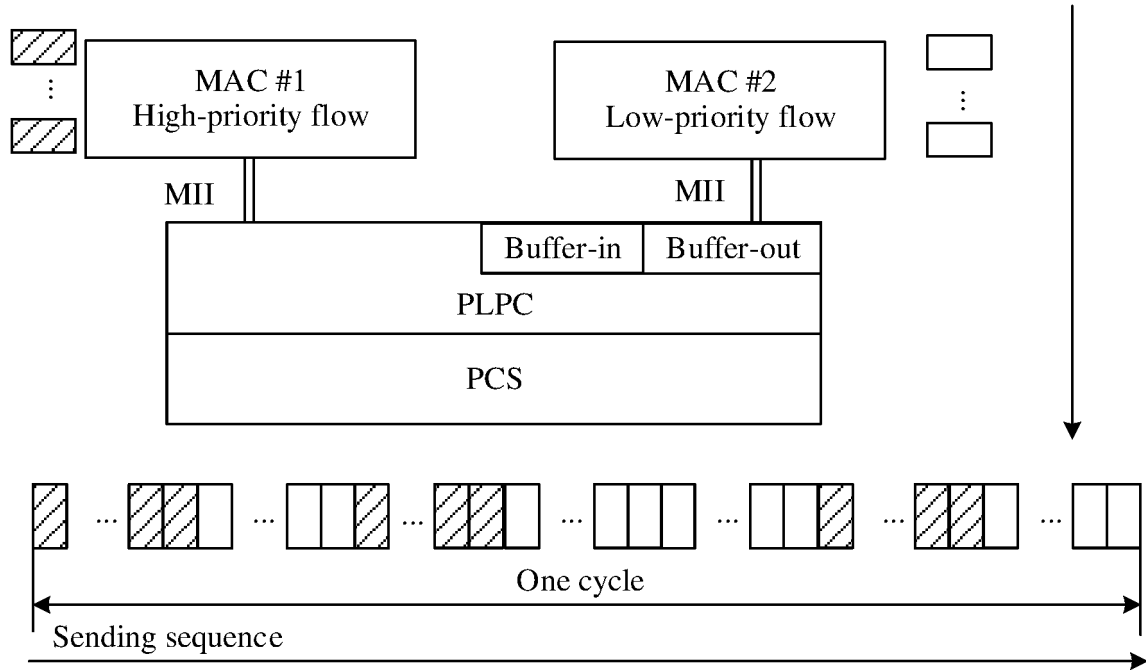 MAC #1
High-priority flow
MAC #2
Low-priority flow
⋮
⋮
MII
MII
Buffer-in
Buffer-out
PLPC
PCS
... ... ... ... ... ... ...
One cycle
Sending sequence